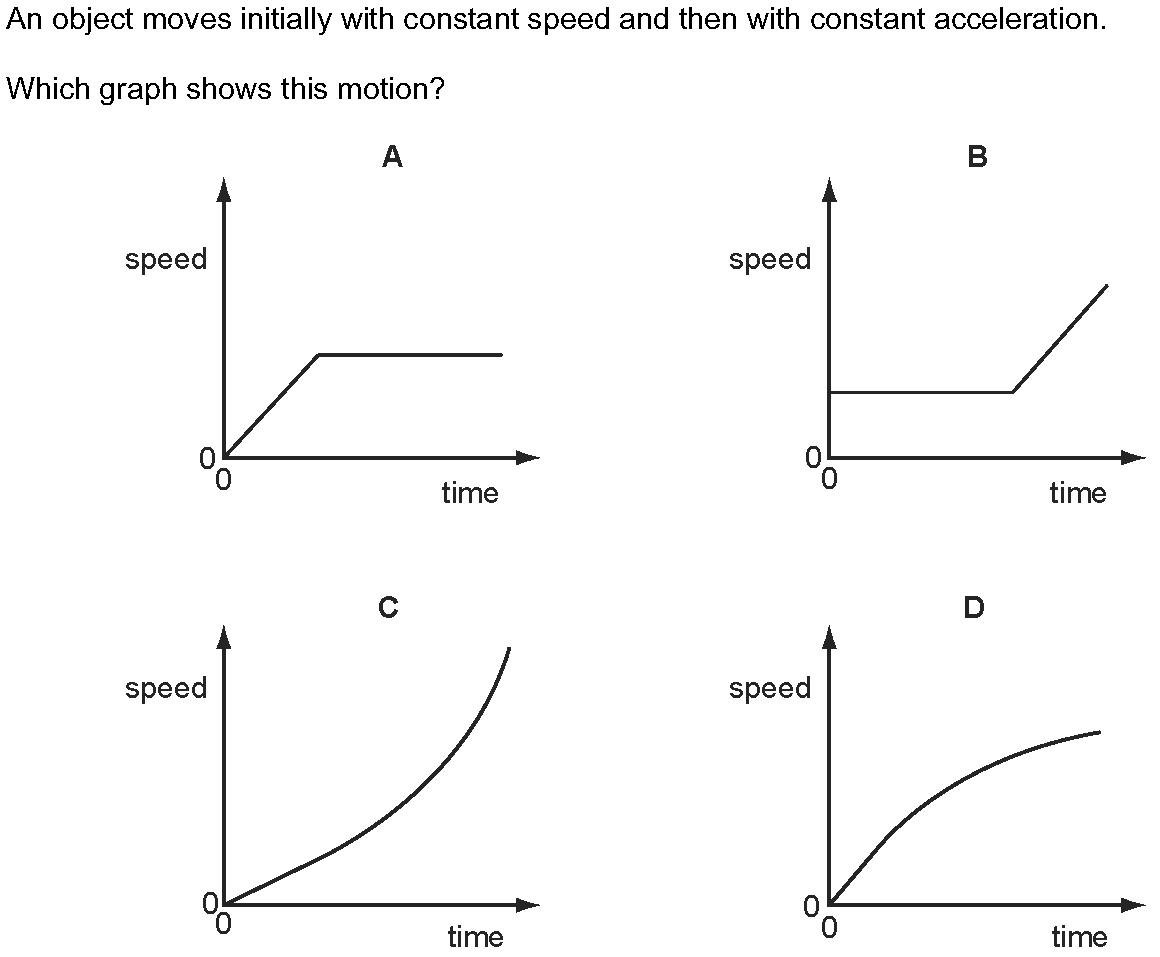 An object moves initially with constant speed and then with constant acceleration.
Which graph shows this motion?
A
speed
0
0
time
B
speed
0
0
time
C
speed
0
0
time
D
speed
0
0
time